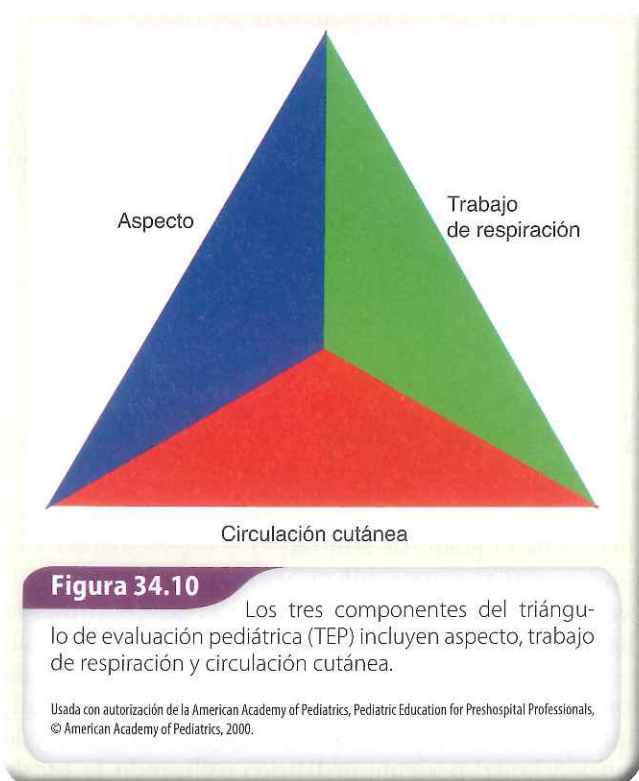 Aspecto
Trabajo
de respiración
Circulación cutánea
Figura 34.10
Los tres componentes del triángu-
lo de evaluación pediátrica (TEP) incluyen aspecto, trabajo
de respiración y circulación cutánea.
Usada con autorización de la American Academy of Pediatrics, Pediatric Education for Preshospital Professionals,
© American Academy of Pediatrics, 2000.